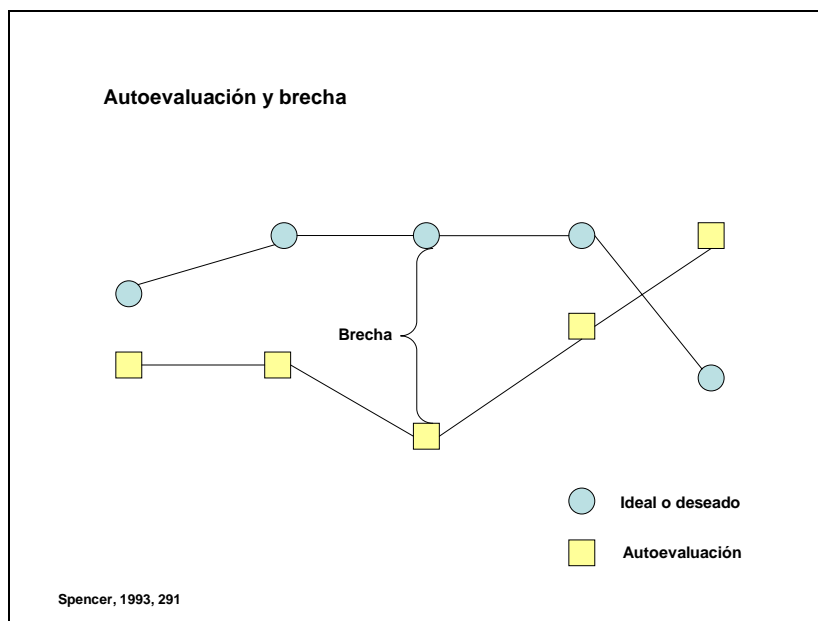 Autoevaluación y brecha
Brecha
Ideal o deseado
Autoevaluación
Spencer, 1993, 291